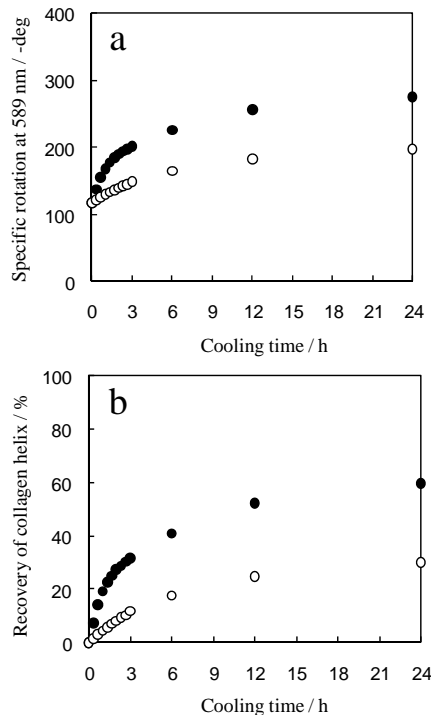 a
Specific rotation at 589 nm / -deg
400
300
200
100
0
0 3 6 9 12 15 18 21 24
Cooling time / h
b
Recovery of collagen helix / %
100
80
60
40
20
0
0 3 6 9 12 15 18 21 24
Cooling time / h